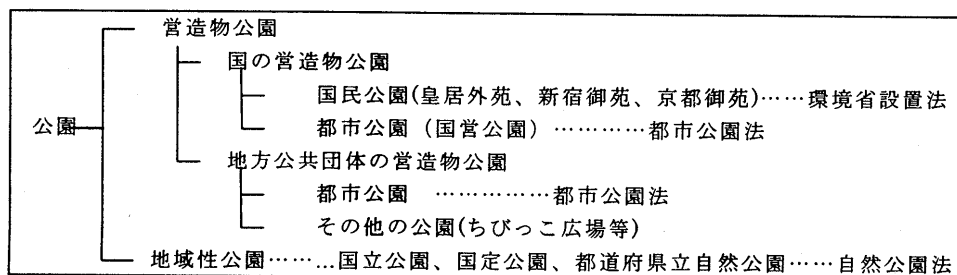 営造物公園
国の営造物公園
国民公園(皇居外苑、新宿御苑、京都御苑)……環境省設置法
公園
都市公園（国営公園）…………都市公園法
地方公共団体の営造物公園
都市公園　……………都市公園法
その他の公園(ちびっこ広場等)
地域性公園……...国立公園、国定公園、都道府県立自然公園……自然公園法